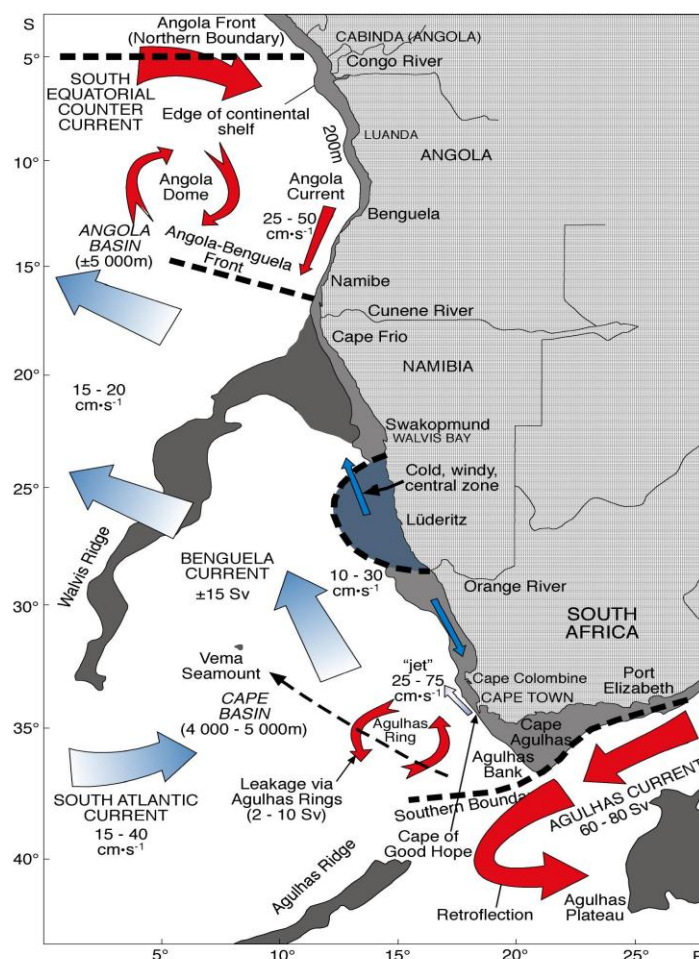 S
Angola Front
(Northern Boundary)
CABINDA (ANGOLA)
5°
Congo River
SOUTH
EQUATORIAL
COUNTER
CURRENT
Edge of continental
shelf
200m
LUANDA
10°
ANGOLA
Angola
Dome
Angola
Current
25 - 50
cm·s⁻¹
Benguela
ANGOLA
BASIN
(±5 000m)
Angola-Benguela
Front
15°
Namibe
Cunene River
Cape Frio
NAMIBIA
15 - 20
cm·s⁻¹
20°
Swakopmund
WALVIS BAY
Cold, windy,
central zone
25°
Lüderitz
Walvis Ridge
BENGUELA
CURRENT
±15 Sv
10 - 30
cm·s⁻¹
Orange River
30°
SOUTH
AFRICA
Vema
Seamount
"jet"
25 - 75
cm·s⁻¹
Cape Colombine
CAPE TOWN
Port
Elizabeth
CAPE
BASIN
(4 000 - 5 000m)
35°
Agulhas
Ring
Cape
Agulhas
Agulhas
Bank
Leakage via
Agulhas Rings
(2 - 10 Sv)
SOUTH ATLANTIC
CURRENT
15 - 40
cm·s⁻¹
Southern Bounda
AGULHAS CURRENT
60 - 80 Sv
Cape of
Good Hope
40°
Agulhas Ridge
Retroflection
Agulhas
Plateau
5°
10°
15°
20°
25°
E